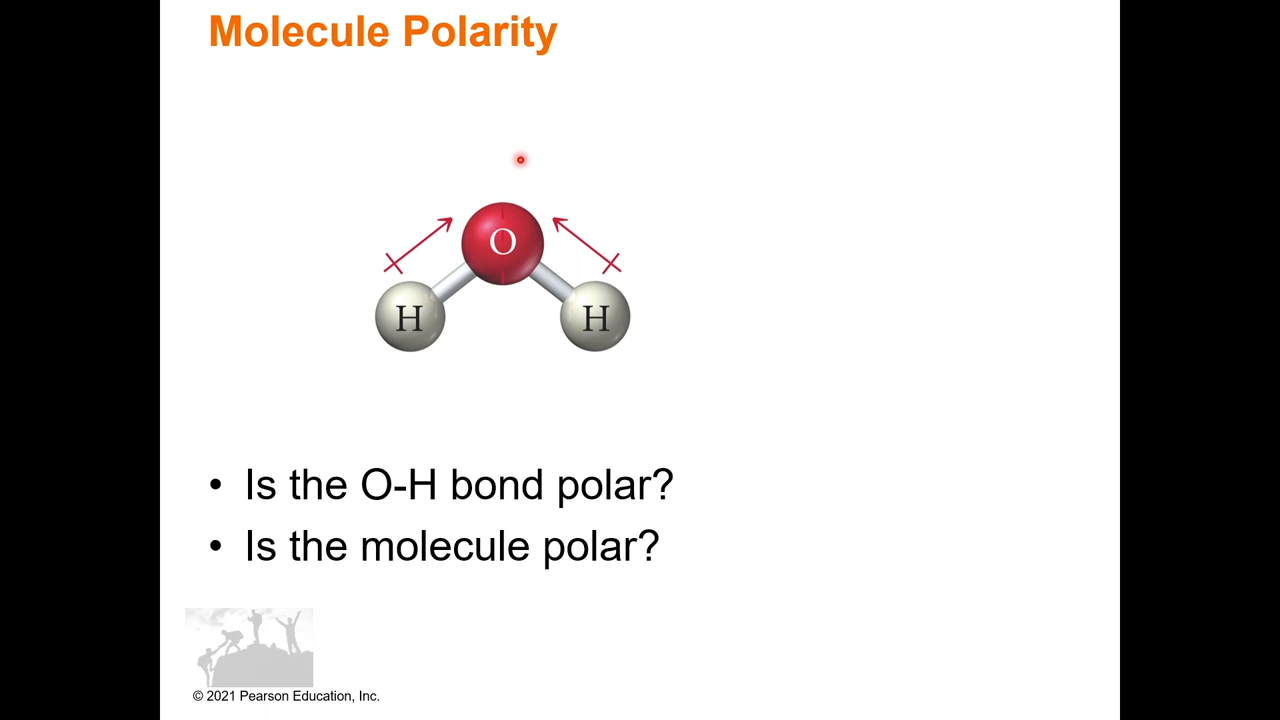 Molecule Polarity
O
H H
• Is the O-H bond polar?
• Is the molecule polar?
© 2021 Pearson Education, Inc.